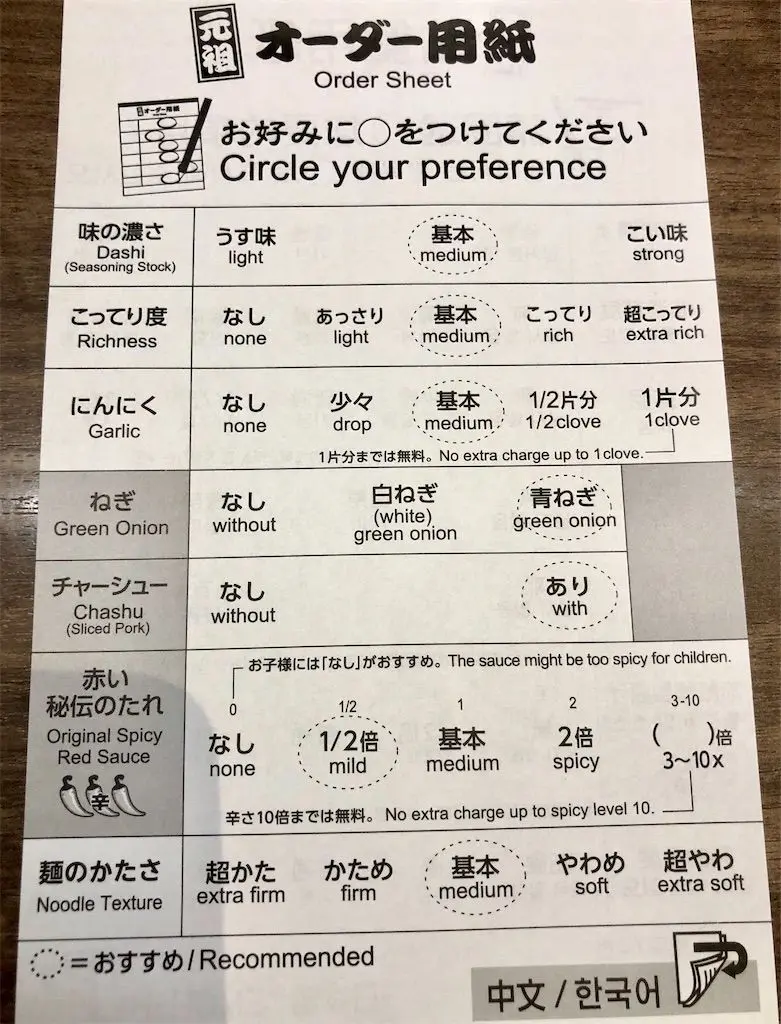 元祖 オーダー用紙
Order Sheet
オーダー用紙
お好みに○をつけてください
Circle your preference
味の濃さ
Dashi
(Seasoning Stock)
うす味
light
基本
medium
こい味
strong
こってり度
Richness
なし
none
あっさり
light
基本
medium
こってり
rich
超こってり
extra rich
にんにく
Garlic
なし
none
少々
drop
基本
medium
1/2片分
1/2 clove
1片分
1clove
1片分までは無料。No extra charge up to 1clove.
ねぎ
Green Onion
なし
without
白ねぎ
(white)
green onion
青ねぎ
green onion
チャーシュー
Chashu
(Sliced Pork)
なし
without
あり
with
赤い
秘伝のたれ
Original Spicy
Red Sauce
辛
お子様には「なし」がおすすめ。The sauce might be too spicy for children.
0
なし
none
1/2
1/2倍
mild
1
基本
medium
2
2倍
spicy
3-10
( )倍
3〜10x
辛さ10倍までは無料。No extra charge up to spicy level 10.
麺のかたさ
Noodle Texture
超かた
extra firm
かため
firm
基本
medium
やわめ
soft
超やわ
extra soft
=おすすめ/Recommended
中文 / 한국어